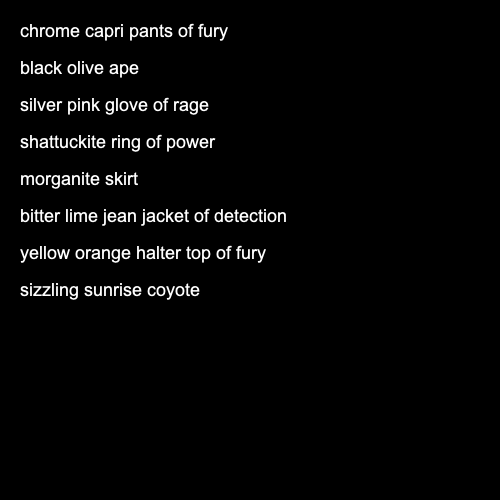 chrome capri pants of fury
black olive ape
silver pink glove of rage
shattuckite ring of power
morganite skirt
bitter lime jean jacket of detection
yellow orange halter top of fury
sizzling sunrise coyote